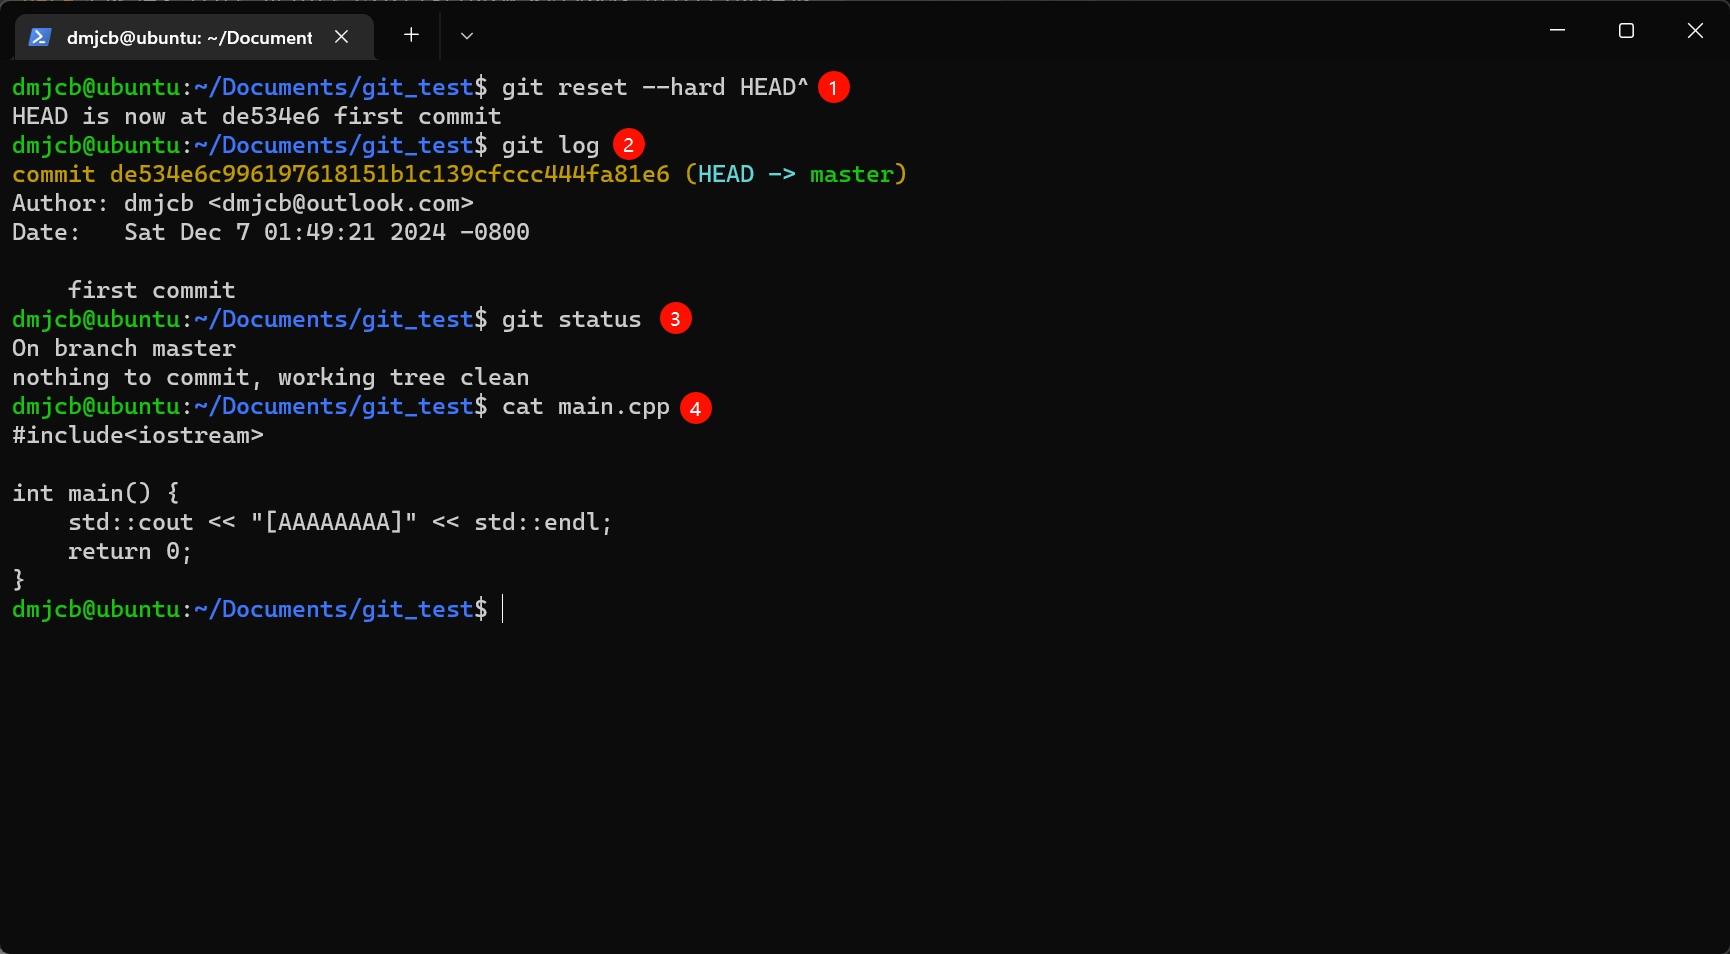 dmjcb@ubuntu: ~/Document
dmjcb@ubuntu:~/Documents/git_test$ git reset --hard HEAD^ 1
HEAD is now at de534e6 first commit
dmjcb@ubuntu:~/Documents/git_test$ git log 2
commit de534e6c996197618151b1c139cfccc444fa81e6 (HEAD -> master)
Author: dmjcb <dmjcb@outlook.com>
Date:   Sat Dec 7 01:49:21 2024 -0800
    first commit
dmjcb@ubuntu:~/Documents/git_test$ git status 3
On branch master
nothing to commit, working tree clean
dmjcb@ubuntu:~/Documents/git_test$ cat main.cpp 4
#include<iostream>
int main() {
    std::cout << "[AAAAAAAA]" << std::endl;
    return 0;
}
dmjcb@ubuntu:~/Documents/git_test$